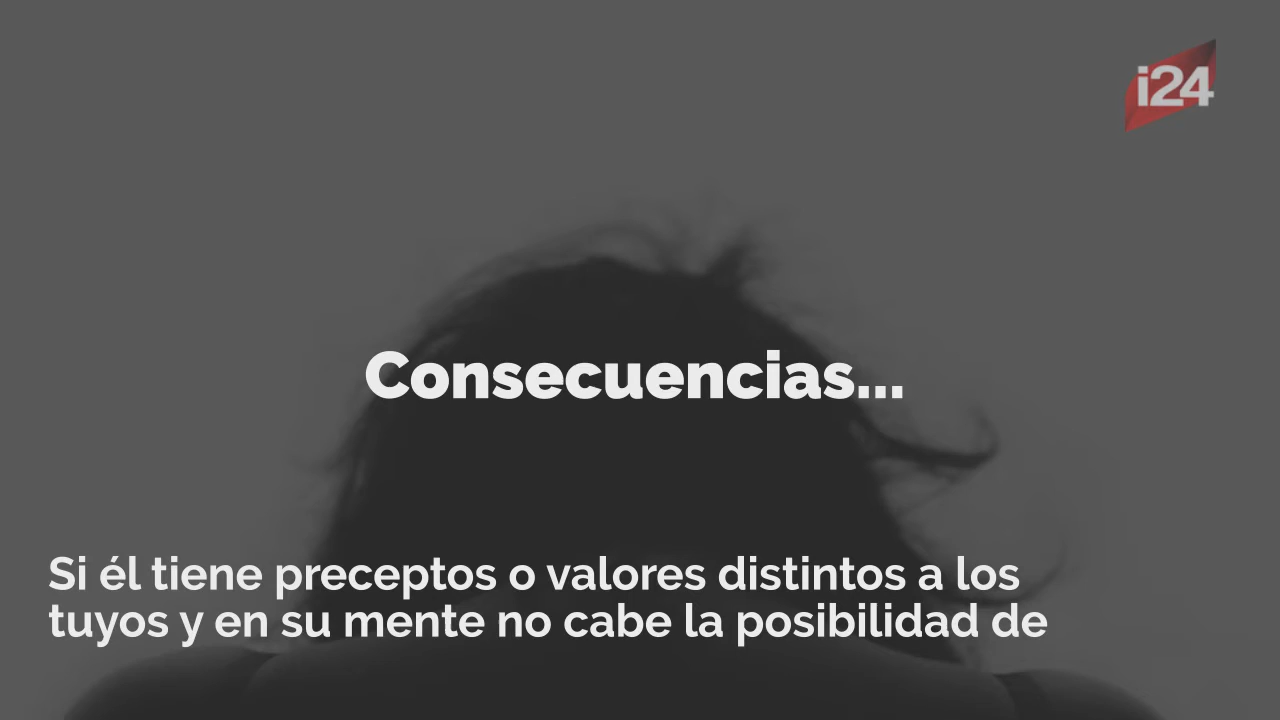 i24
Consecuencias...
Si él tiene preceptos o valores distintos a los
tuyos y en su mente no cabe la posibilidad de